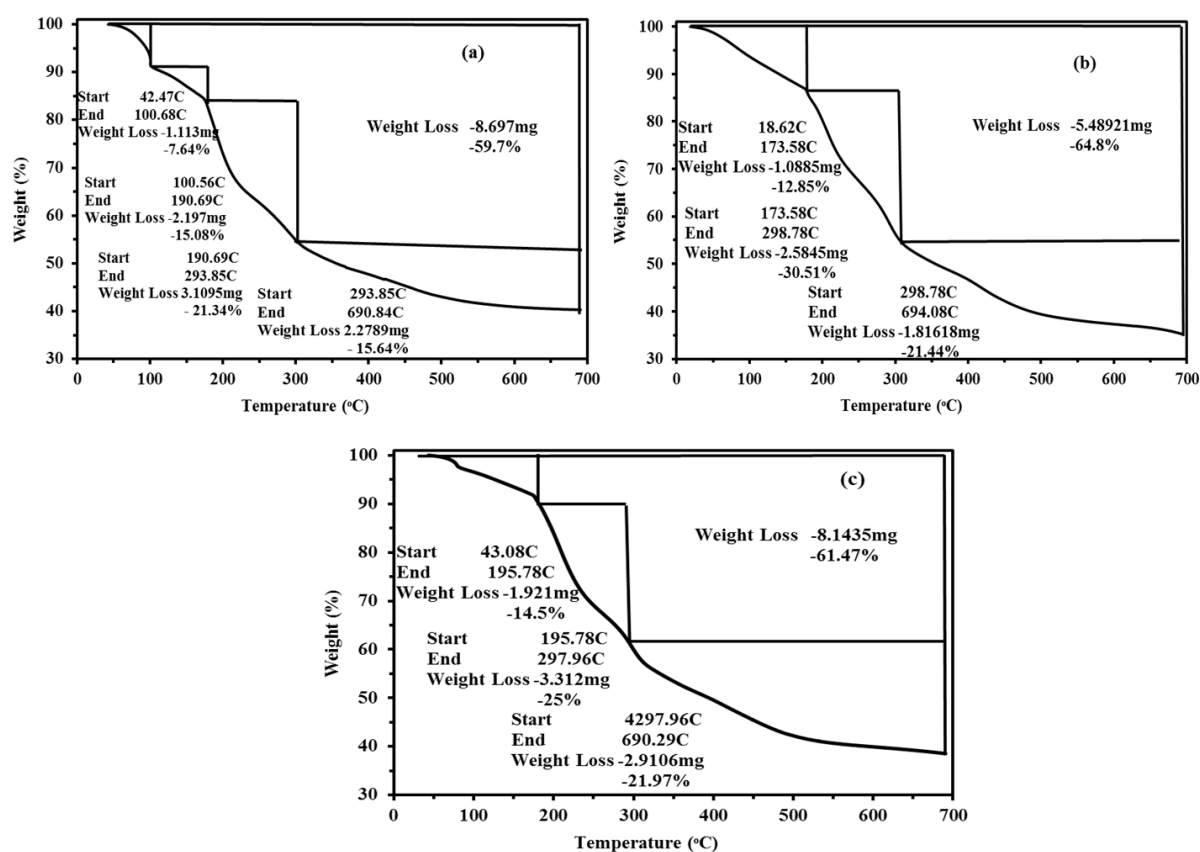 (a)
Weight (%)
100
90
80
70
60
50
40
30
Start 42.47C
End 100.68C
Weight Loss -1.113mg
-7.64%
Start 100.56C
End 190.69C
Weight Loss -2.197mg
-15.08%
Start 190.69C
End 293.85C
Weight Loss 3.1095mg
- 21.34%
Start 293.85C
End 690.84C
Weight Loss 2.2789mg
- 15.64%
Weight Loss -8.697mg
-59.7%
0 100 200 300 400 500 600 700
Temperature (°C)
(b)
Weight (%)
100
90
80
70
60
50
40
30
Start 18.62C
End 173.58C
Weight Loss -1.0885mg
-12.85%
Start 173.58C
End 298.78C
Weight Loss -2.5845mg
-30.51%
Start 298.78C
End 694.08C
Weight Loss -1.81618mg
-21.44%
Weight Loss -5.48921mg
-64.8%
0 100 200 300 400 500 600 700
Temperature (°C)
(c)
Weight (%)
100
90
80
70
60
50
40
30
Start 43.08C
End 195.78C
Weight Loss -1.921mg
-14.5%
Start 195.78C
End 297.96C
Weight Loss -3.312mg
-25%
Start 4297.96C
End 690.29C
Weight Loss -2.9106mg
-21.97%
Weight Loss -8.1435mg
-61.47%
0 100 200 300 400 500 600 700
Temperature (°C)